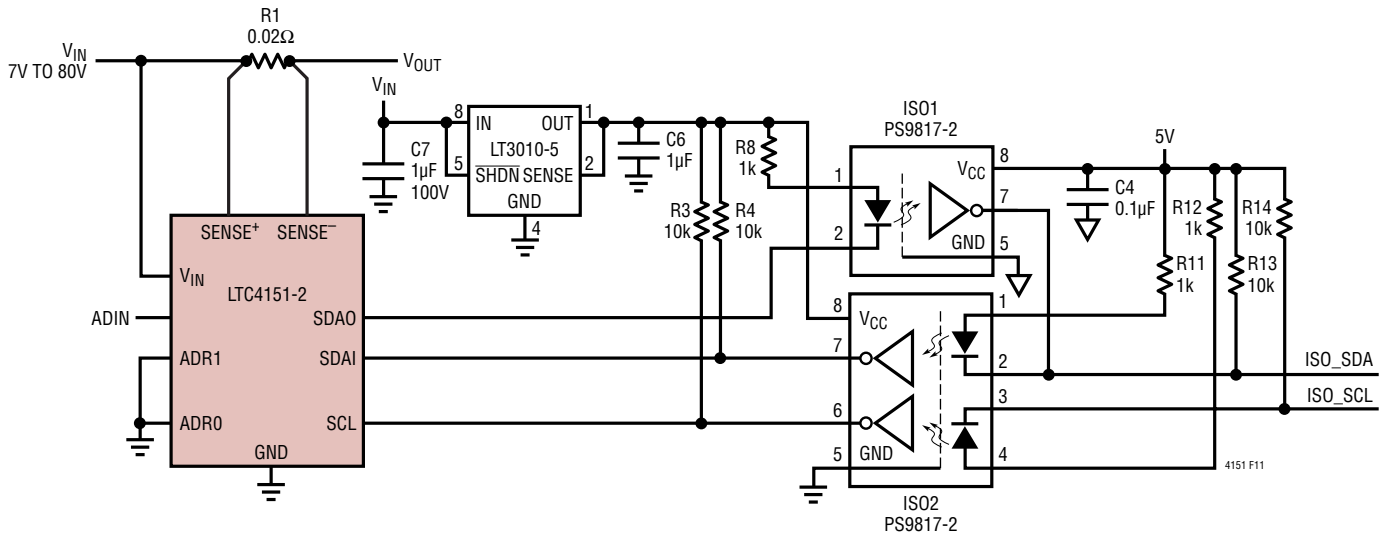 R1
0.02Ω
VIN
7V TO 80V
VOUT
VIN
C7
1µF
100V
8
IN
OUT
1
LT3010-5
5
SHDN
SENSE
2
GND
4
C6
1µF
R8
1k
R3
10k
R4
10k
SENSE+
SENSE−
VIN
LTC4151-2
ADIN
SDAO
ADR1
SDAI
ADR0
SCL
GND
ISO1
PS9817-2
1
2
VCC
8
7
GND
5
5V
C4
0.1µF
R12
1k
R14
10k
R11
1k
R13
10k
8
VCC
7
6
5
GND
1
2
3
4
ISO2
PS9817-2
ISO_SDA
ISO_SCL
4151 F11